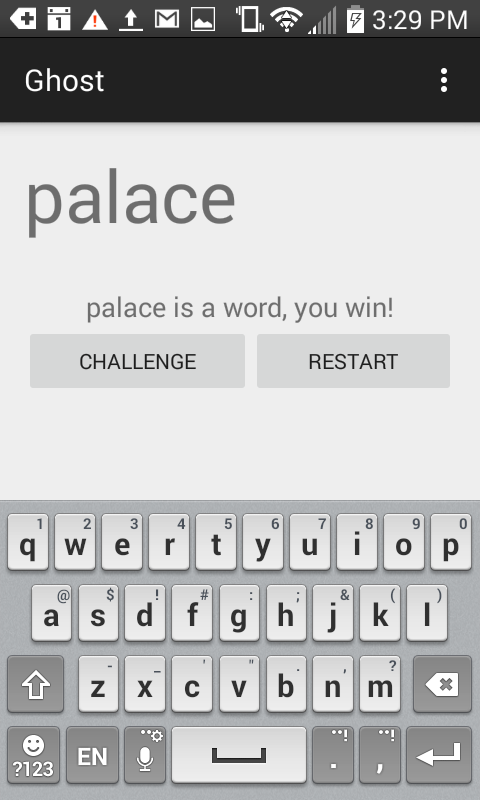 3:29 PM
Ghost
palace
palace is a word, you win!
CHALLENGE RESTART
1 2 3 4 5 6 7 8 9 0
q w e r t y u i o p
@ $ ! # : ; & ( )
a s d f g h j k l
- _ ' " . , ?
z x c v b n m
?123 EN . ,